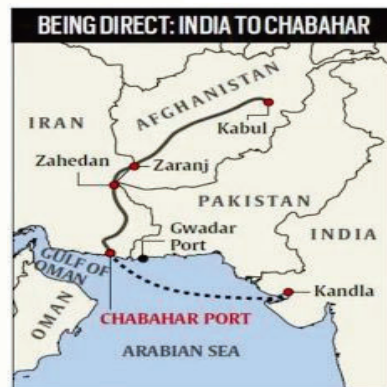 BEING DIRECT: INDIA TO CHABAHAR
AFGHANISTAN
IRAN
Kabul
Zahedan
Zaranj
PAKISTAN
Gwadar
Port
INDIA
GULF OF
OMAN
Kandla
OMAN
CHABAHAR PORT
ARABIAN SEA